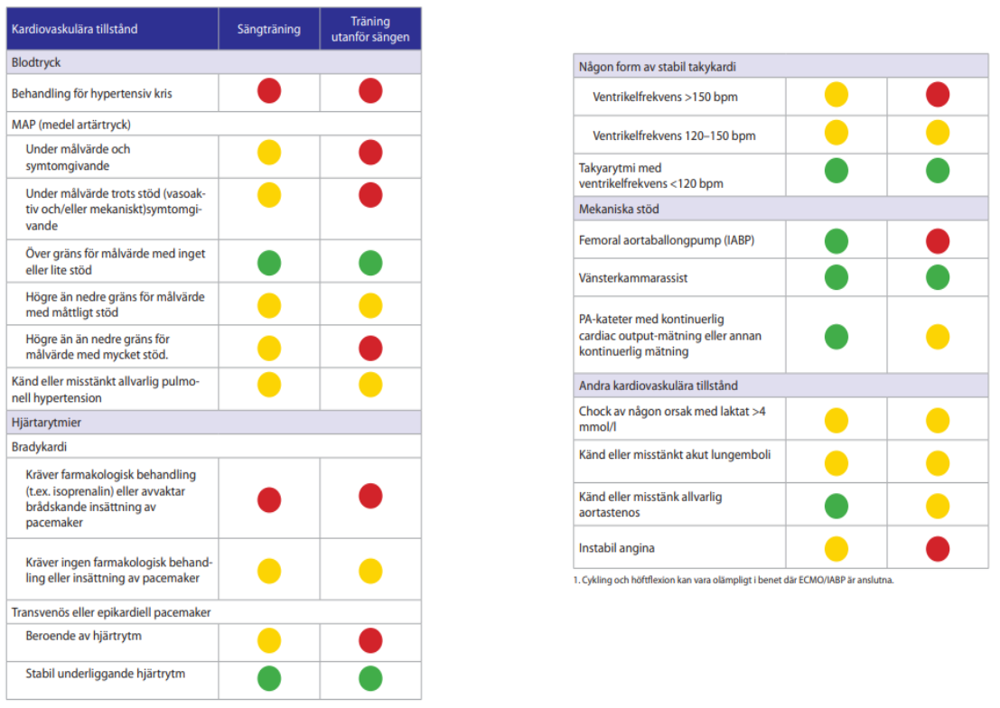 Kardiovaskulära tillstånd
Sängträning
Träning
utanför sängen
Blodtryck
Behandling för hypertensiv kris
MAP (medel artärtryck)
Under målvärde och
symtomgivande
Under målvärde trots stöd (vasoak-
tiv och/eller mekaniskt)symtomgi-
vande
Över gräns för målvärde med inget
eller lite stöd
Högre än nedre gräns för målvärde
med måttligt stöd
Högre än än nedre gräns för
målvärde med mycket stöd.
Känd eller misstänkt allvarlig pulmo-
nell hypertension
Hjärtarytmier
Bradykardi
Kräver farmakologisk behandling
(t.ex. isoprenalin) eller avvaktar
brådskande insättning av
pacemaker
Kräver ingen farmakologisk behand-
ling eller insättning av pacemaker
Transvenös eller epikardiell pacemaker
Beroende av hjärtrytm
Stabil underliggande hjärtrytm
Någon form av stabil takykardi
Ventrikelfrekvens >150 bpm
Ventrikelfrekvens 120–150 bpm
Takyarytmi med
ventrikelfrekvens <120 bpm
Mekaniska stöd
Femoral aortaballongpump (IABP)
Vänsterkammarassist
PA-kateter med kontinuerlig
cardiac output-mätning eller annan
kontinuerlig mätning
Andra kardiovaskulära tillstånd
Chock av någon orsak med laktat >4
mmol/l
Känd eller misstänkt akut lungemboli
Känd eller misstänk allvarlig
aortastenos
Instabil angina
1. Cykling och höftflexion kan vara olämpligt i benet där ECMO/IABP är anslutna.